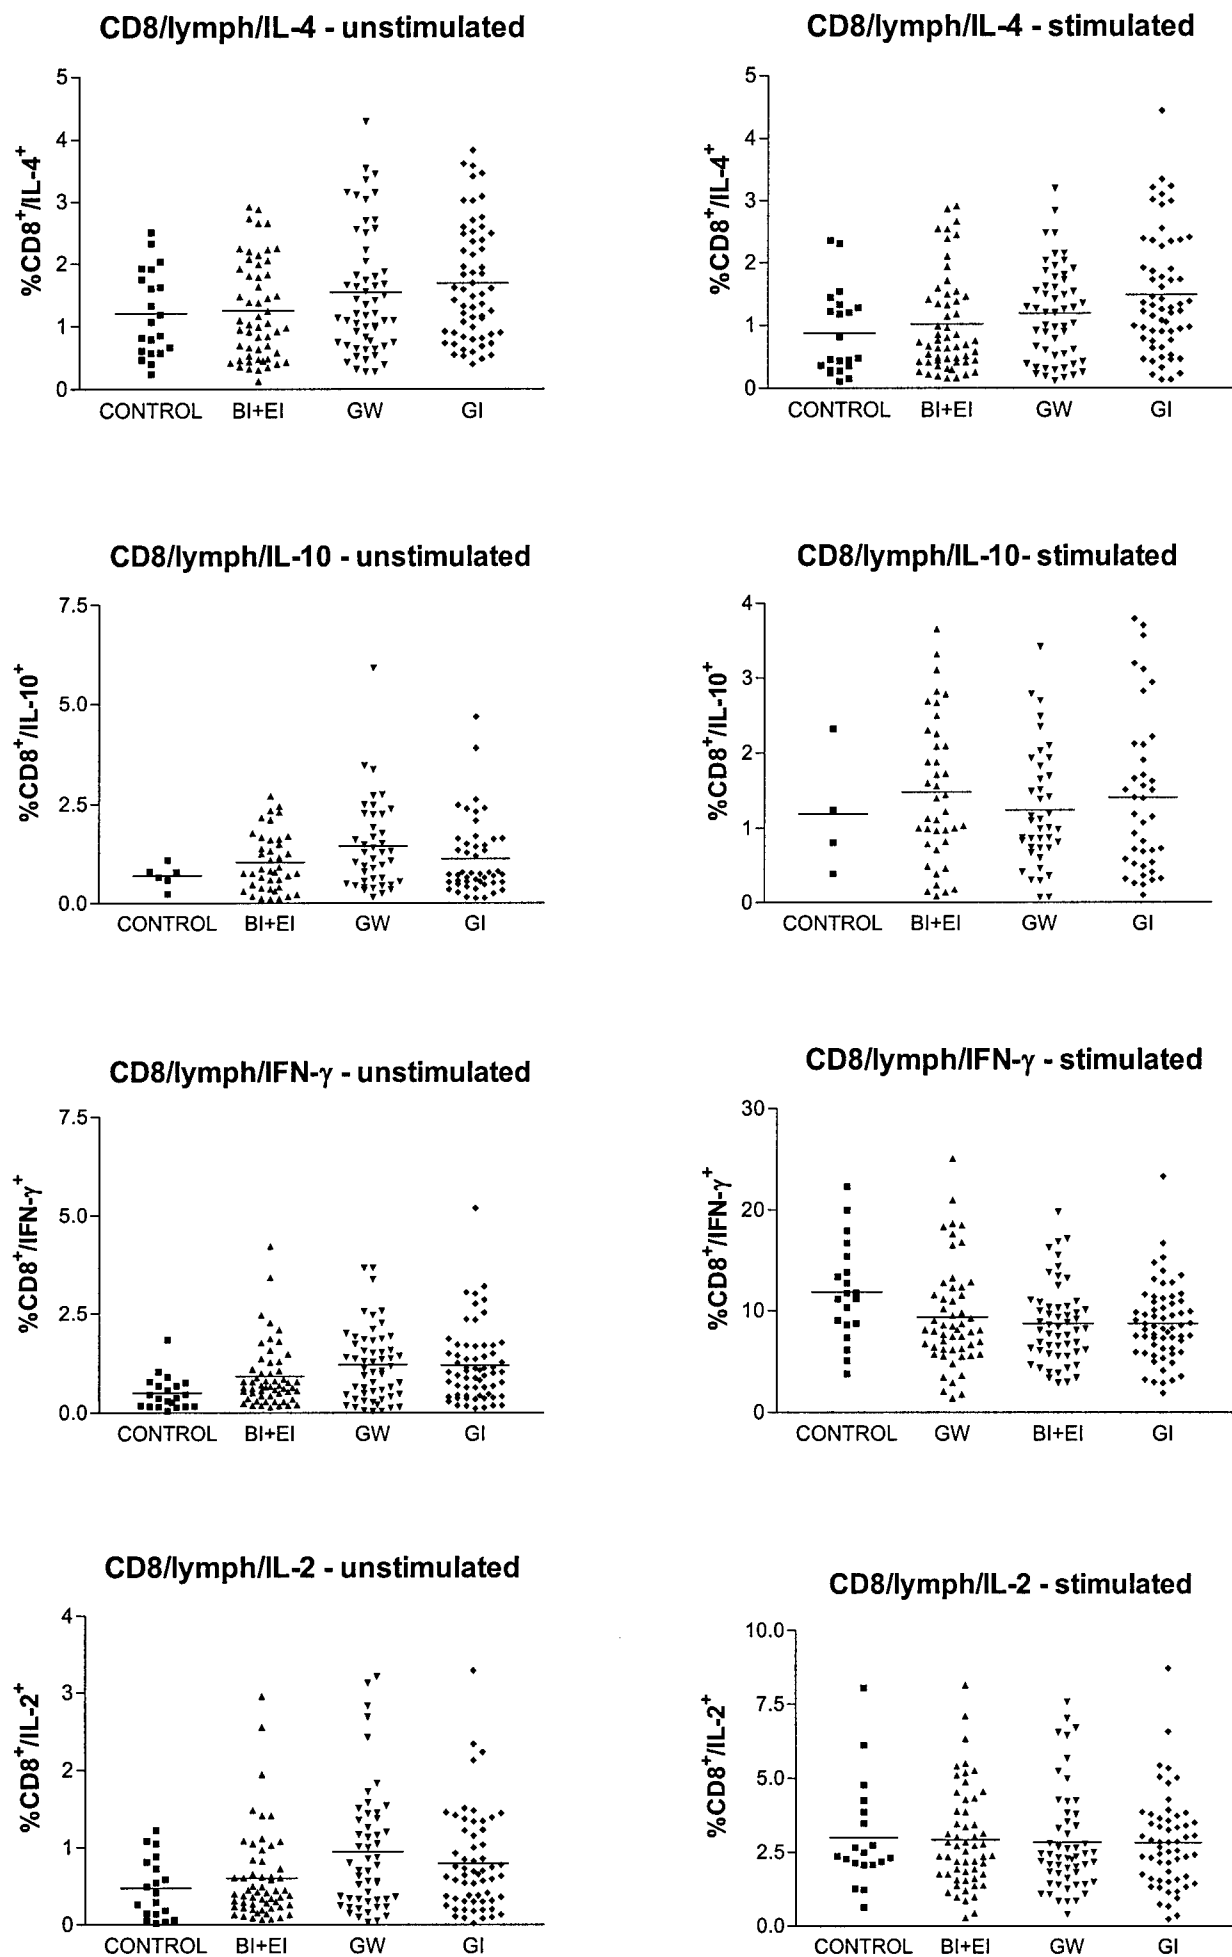 CD8/lymph/IL-4 - unstimulated
%CD8+/IL-4+
5
4
3
2
1
0
CONTROL BI+EI GW GI
CD8/lymph/IL-4 - stimulated
%CD8+/IL-4+
5
4
3
2
1
0
CONTROL BI+EI GW GI
CD8/lymph/IL-10 - unstimulated
%CD8+/IL-10+
7.5
5.0
2.5
0.0
CONTROL BI+EI GW GI
CD8/lymph/IL-10- stimulated
%CD8+/IL-10+
4
3
2
1
0
CONTROL BI+EI GW GI
CD8/lymph/IFN-γ - unstimulated
%CD8+/IFN-γ+
7.5
5.0
2.5
0.0
CONTROL BI+EI GW GI
CD8/lymph/IFN-γ - stimulated
%CD8+/IFN-γ+
30
20
10
0
CONTROL GW BI+EI GI
CD8/lymph/IL-2 - unstimulated
%CD8+/IL-2+
4
3
2
1
0
CONTROL BI+EI GW GI
CD8/lymph/IL-2 - stimulated
%CD8+/IL-2+
10.0
7.5
5.0
2.5
0.0
CONTROL BI+EI GW GI